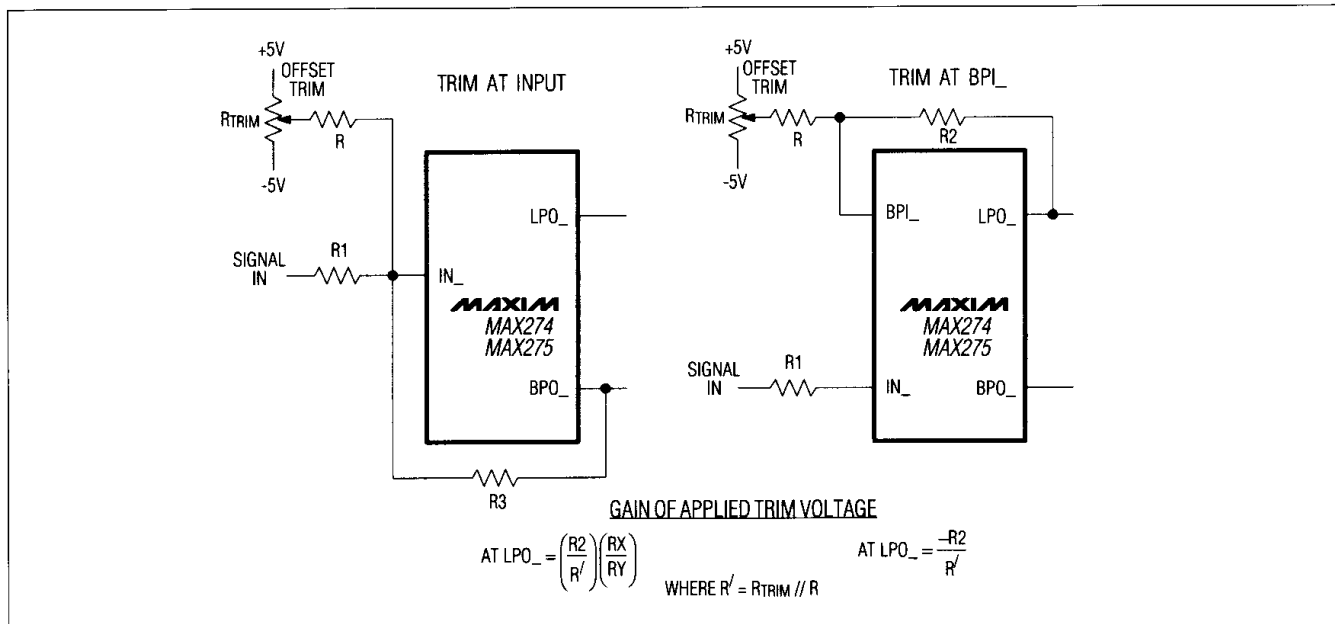 +5V
OFFSET
TRIM
RTRIM
R
-5V
TRIM AT INPUT
SIGNAL
IN
R1
IN_
LPO_
MAXIM
MAX274
MAX275
BPO_
R3
+5V
OFFSET
TRIM
RTRIM
R
-5V
TRIM AT BPI_
R2
BPI_
LPO_
MAXIM
MAX274
MAX275
SIGNAL
IN
R1
IN_
BPO_
GAIN OF APPLIED TRIM VOLTAGE
AT LPO_ = (R2/R′)(RX/RY)
AT LPO_ = −R2/R′
WHERE R′ = RTRIM // R